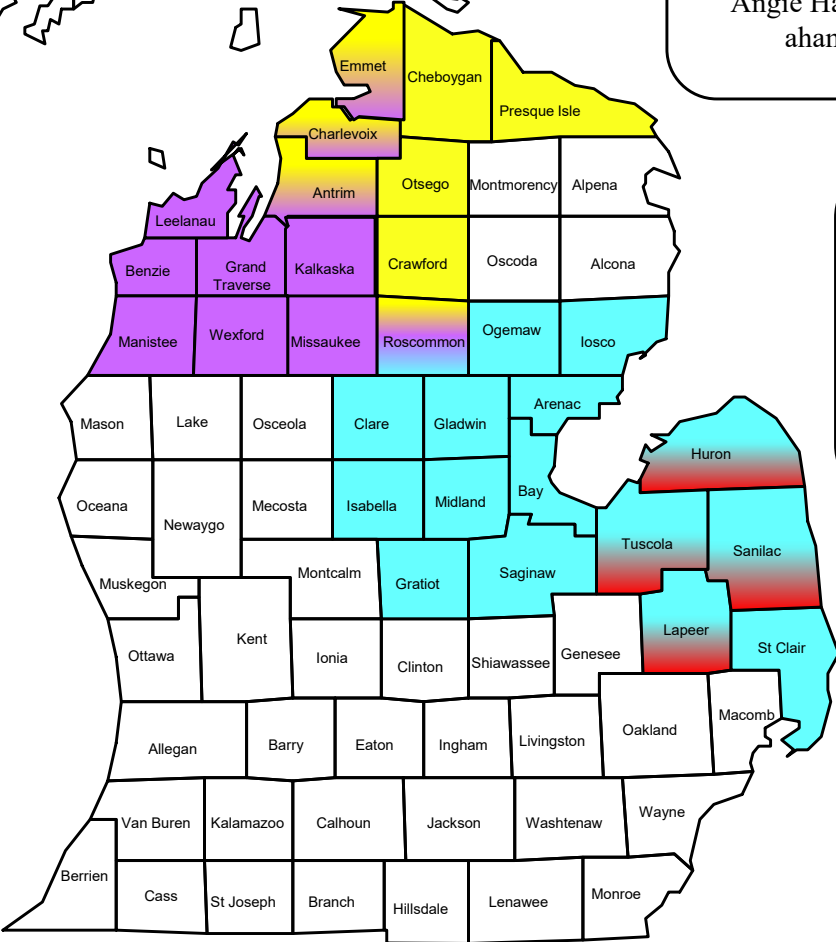 Angie Ha
ahan
Emmet
Cheboygan
Presque Isle
Charlevoix
Antrim
Otsego
Montmorency
Alpena
Leelanau
Benzie
Grand
Traverse
Kalkaska
Crawford
Oscoda
Alcona
Manistee
Wexford
Missaukee
Roscommon
Ogemaw
Iosco
Mason
Lake
Osceola
Clare
Gladwin
Arenac
Huron
Oceana
Newaygo
Mecosta
Isabella
Midland
Bay
Tuscola
Sanilac
Muskegon
Montcalm
Gratiot
Saginaw
Lapeer
St Clair
Ottawa
Kent
Ionia
Clinton
Shiawassee
Genesee
Allegan
Barry
Eaton
Ingham
Livingston
Oakland
Macomb
Van Buren
Kalamazoo
Calhoun
Jackson
Washtenaw
Wayne
Berrien
Cass
St Joseph
Branch
Hillsdale
Lenawee
Monroe